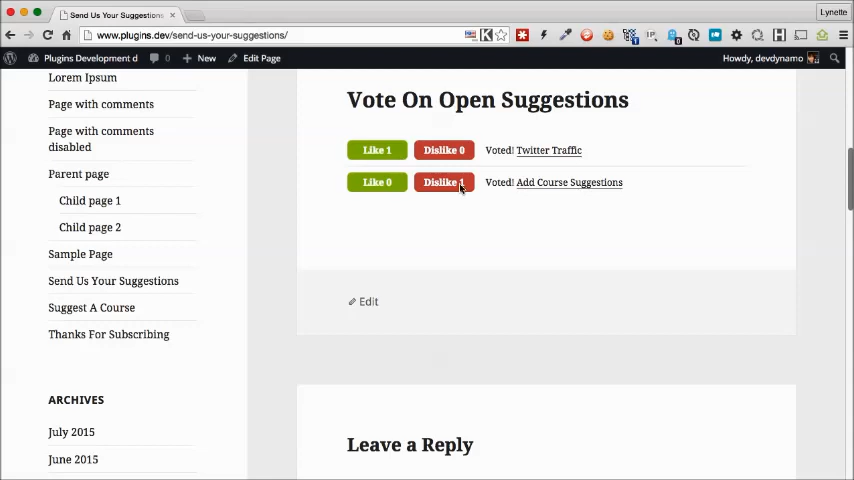 Send Us Your Suggestions
Lynette
www.plugins.dev/send-us-your-suggestions/
Plugins Development d 0 New Edit Page Howdy, devdynamo
Lorem Ipsum
Page with comments
Page with comments
disabled
Parent page
Child page 1
Child page 2
Sample Page
Send Us Your Suggestions
Suggest A Course
Thanks For Subscribing
ARCHIVES
July 2015
June 2015
Vote On Open Suggestions
Like 1 Dislike 0 Voted! Twitter Traffic
Like 0 Dislike 1 Voted! Add Course Suggestions
Edit
Leave a Reply